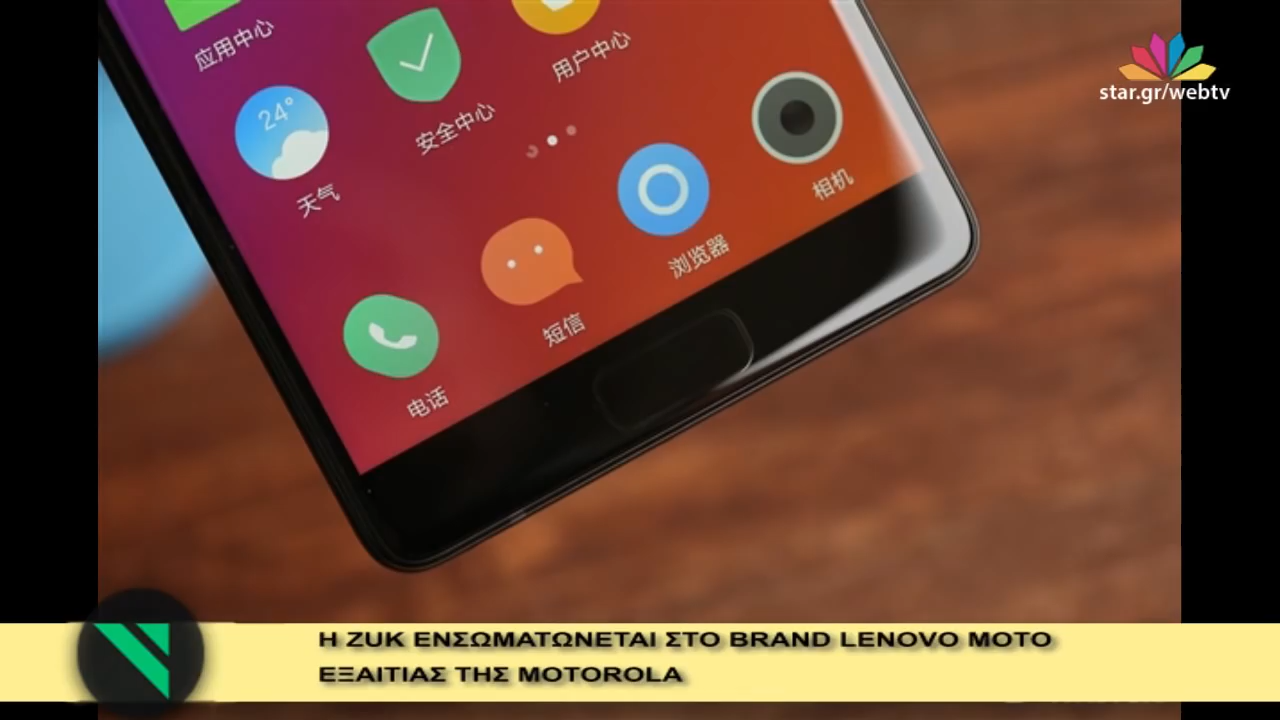 star.gr/webtv
应用中心
用户中心
24°
安全中心
天气
相机
浏览器
短信
电话
Η ZUK ΕΝΣΩΜΑΤΩΝΕΤΑΙ ΣΤΟ BRAND LENOVO MOTO
ΕΞΑΙΤΙΑΣ ΤΗΣ MOTOROLA